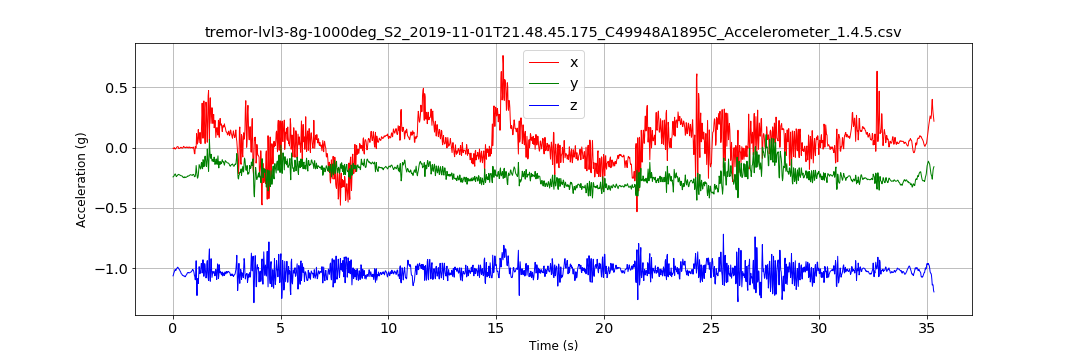 tremor-lvl3-8g-1000deg_S2_2019-11-01T21.48.45.175_C49948A1895C_Accelerometer_1.4.5.csv
x
y
z
0.5
0.0
−0.5
−1.0
Acceleration (g)
0 5 10 15 20 25 30 35
Time (s)